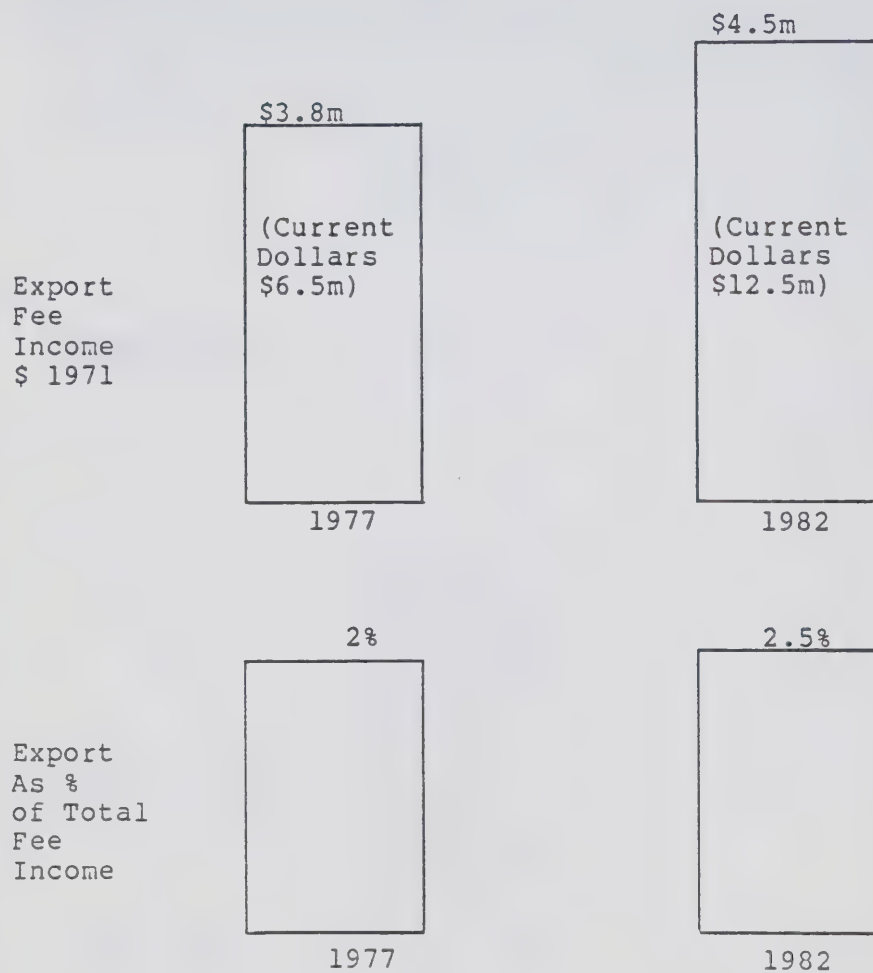 $4.5m
$3.8m
(Current
Dollars
$6.5m)
(Current
Dollars
$12.5m)
Export
Fee
Income
$ 1971
1977
1982
2%
2.5%
Export
As %
of Total
Fee
Income
1977
1982